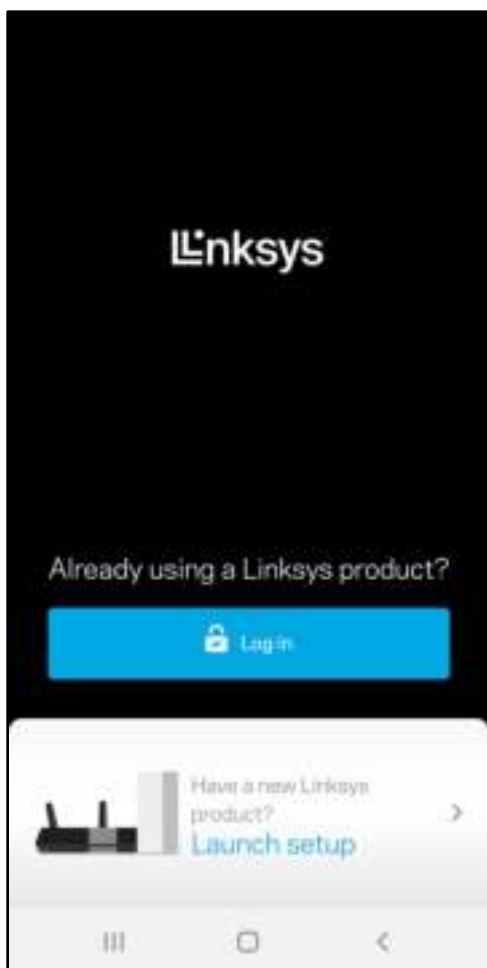 Linksys
Already using a Linksys product?
Log in
Have a new Linksys
product?
Launch setup